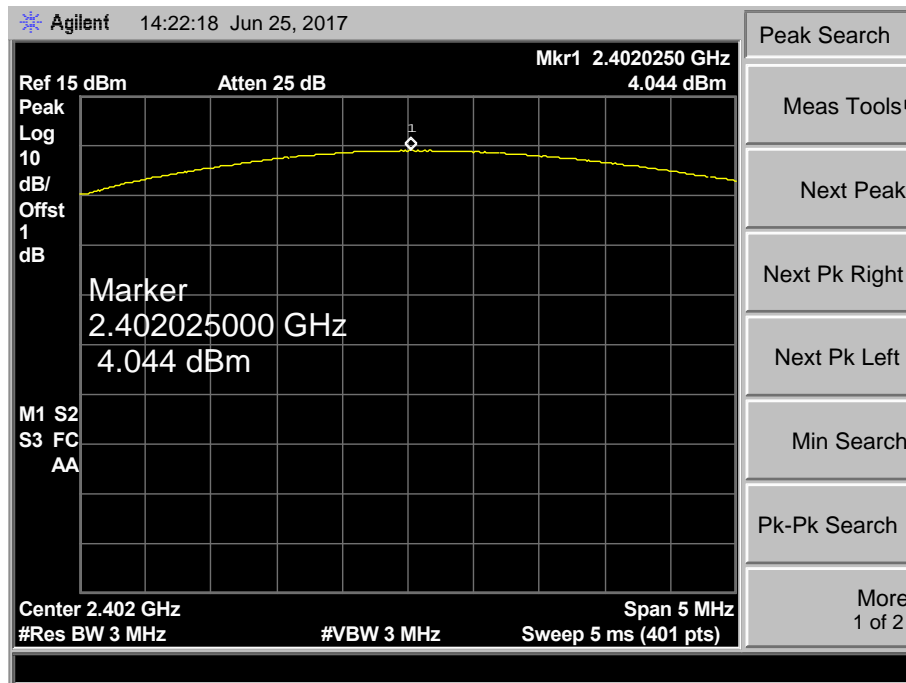 Agilent 14:22:18 Jun 25, 2017
Mkr1 2.4020250 GHz
Ref 15 dBm Atten 25 dB 4.044 dBm
Peak
Log
10
dB/
Offst
1
dB
1
Marker
2.402025000 GHz
4.044 dBm
M1 S2
S3 FC
AA
Center 2.402 GHz Span 5 MHz
#Res BW 3 MHz #VBW 3 MHz Sweep 5 ms (401 pts)
Peak Search
Meas Tools
Next Peak
Next Pk Right
Next Pk Left
Min Search
Pk-Pk Search
More
1 of 2